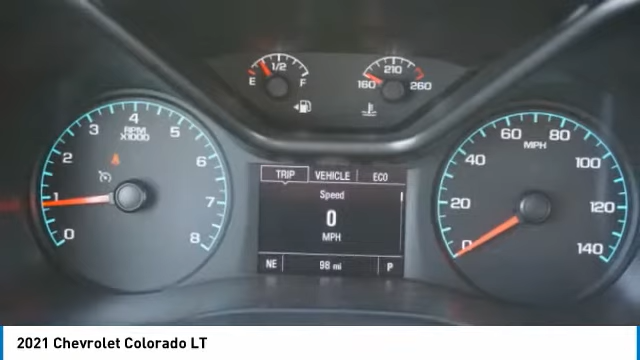 1/2
E
F
210
160
260
4
3
5
RPM
X1000
2
6
1
7
0
8
TRIP VEHICLE ECO
Speed
0
MPH
NE 98 mi P
60 80
MPH
40
100
20
120
0
140
2021 Chevrolet Colorado LT